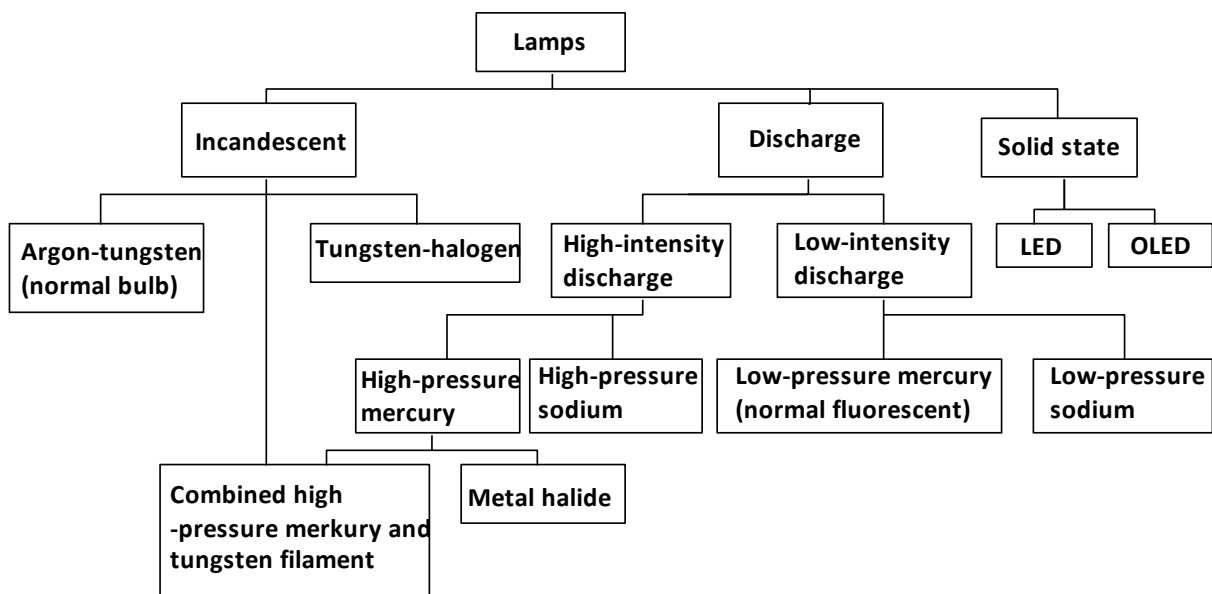 Lamps
Incandescent
Discharge
Solid state
Argon-tungsten
(normal bulb)
Tungsten-halogen
High-intensity
discharge
Low-intensity
discharge
LED
OLED
High-pressure
mercury
High-pressure
sodium
Low-pressure mercury
(normal fluorescent)
Low-pressure
sodium
Combined high
-pressure merkury and
tungsten filament
Metal halide